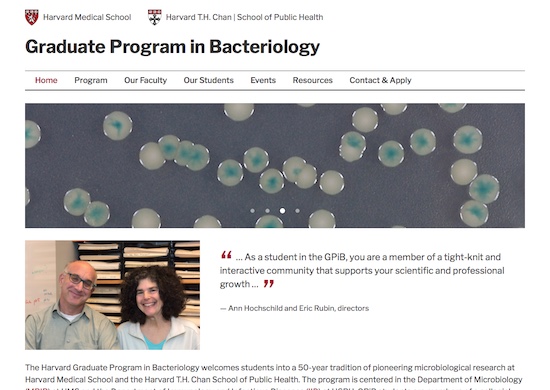 Harvard Medical School Harvard T.H. Chan | School of Public Health
Graduate Program in Bacteriology
Home Program Our Faculty Our Students Events Resources Contact & Apply
“ ... As a student in the GPiB, you are a member of a tight-knit and
interactive community that supports your scientific and professional
growth ... ”
— Ann Hochschild and Eric Rubin, directors
The Harvard Graduate Program in Bacteriology welcomes students into a 50-year tradition of pioneering microbiological research at
Harvard Medical School and the Harvard T.H. Chan School of Public Health. The program is centered in the Department of Microbiology